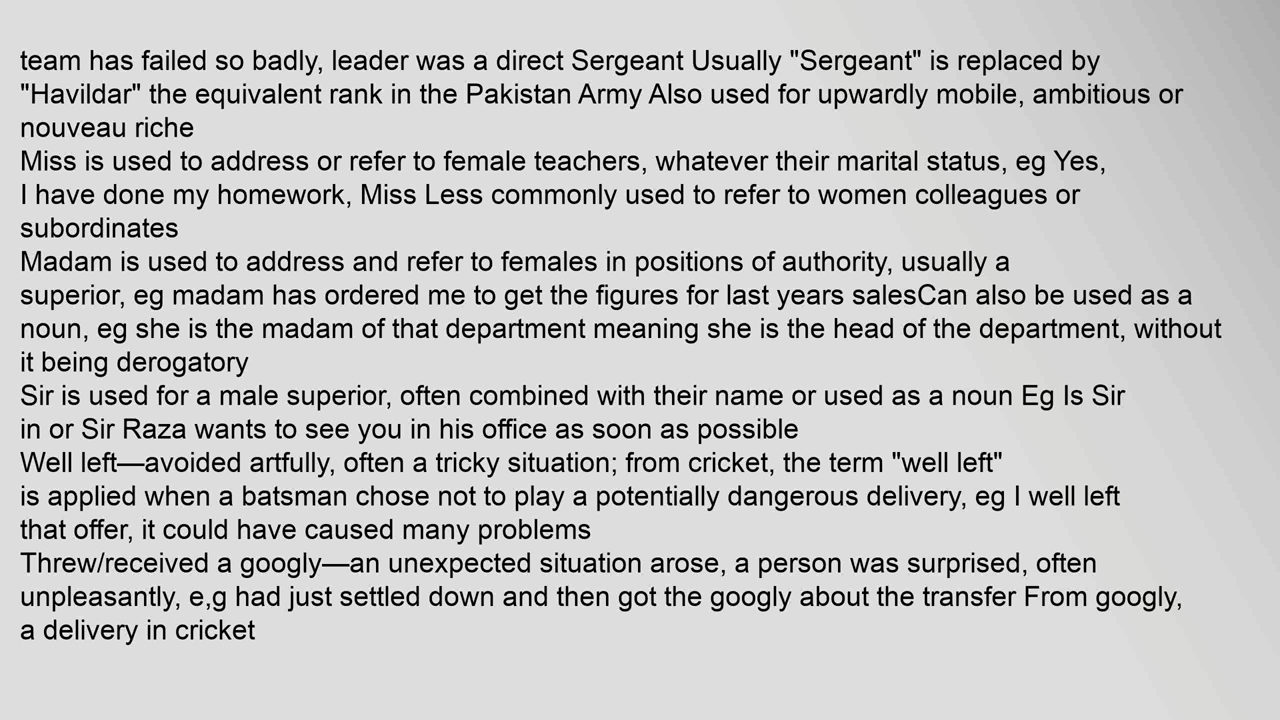 team has failed so badly, leader was a direct Sergeant Usually "Sergeant" is replaced by
"Havildar" the equivalent rank in the Pakistan Army Also used for upwardly mobile, ambitious or
nouveau riche
Miss is used to address or refer to female teachers, whatever their marital status, eg Yes,
I have done my homework, Miss Less commonly used to refer to women colleagues or
subordinates
Madam is used to address and refer to females in positions of authority, usually a
superior, eg madam has ordered me to get the figures for last years salesCan also be used as a
noun, eg she is the madam of that department meaning she is the head of the department, without
it being derogatory
Sir is used for a male superior, often combined with their name or used as a noun Eg Is Sir
in or Sir Raza wants to see you in his office as soon as possible
Well left—avoided artfully, often a tricky situation; from cricket, the term "well left"
is applied when a batsman chose not to play a potentially dangerous delivery, eg I well left
that offer, it could have caused many problems
Threw/received a googly—an unexpected situation arose, a person was surprised, often
unpleasantly, e,g had just settled down and then got the googly about the transfer From googly,
a delivery in cricket